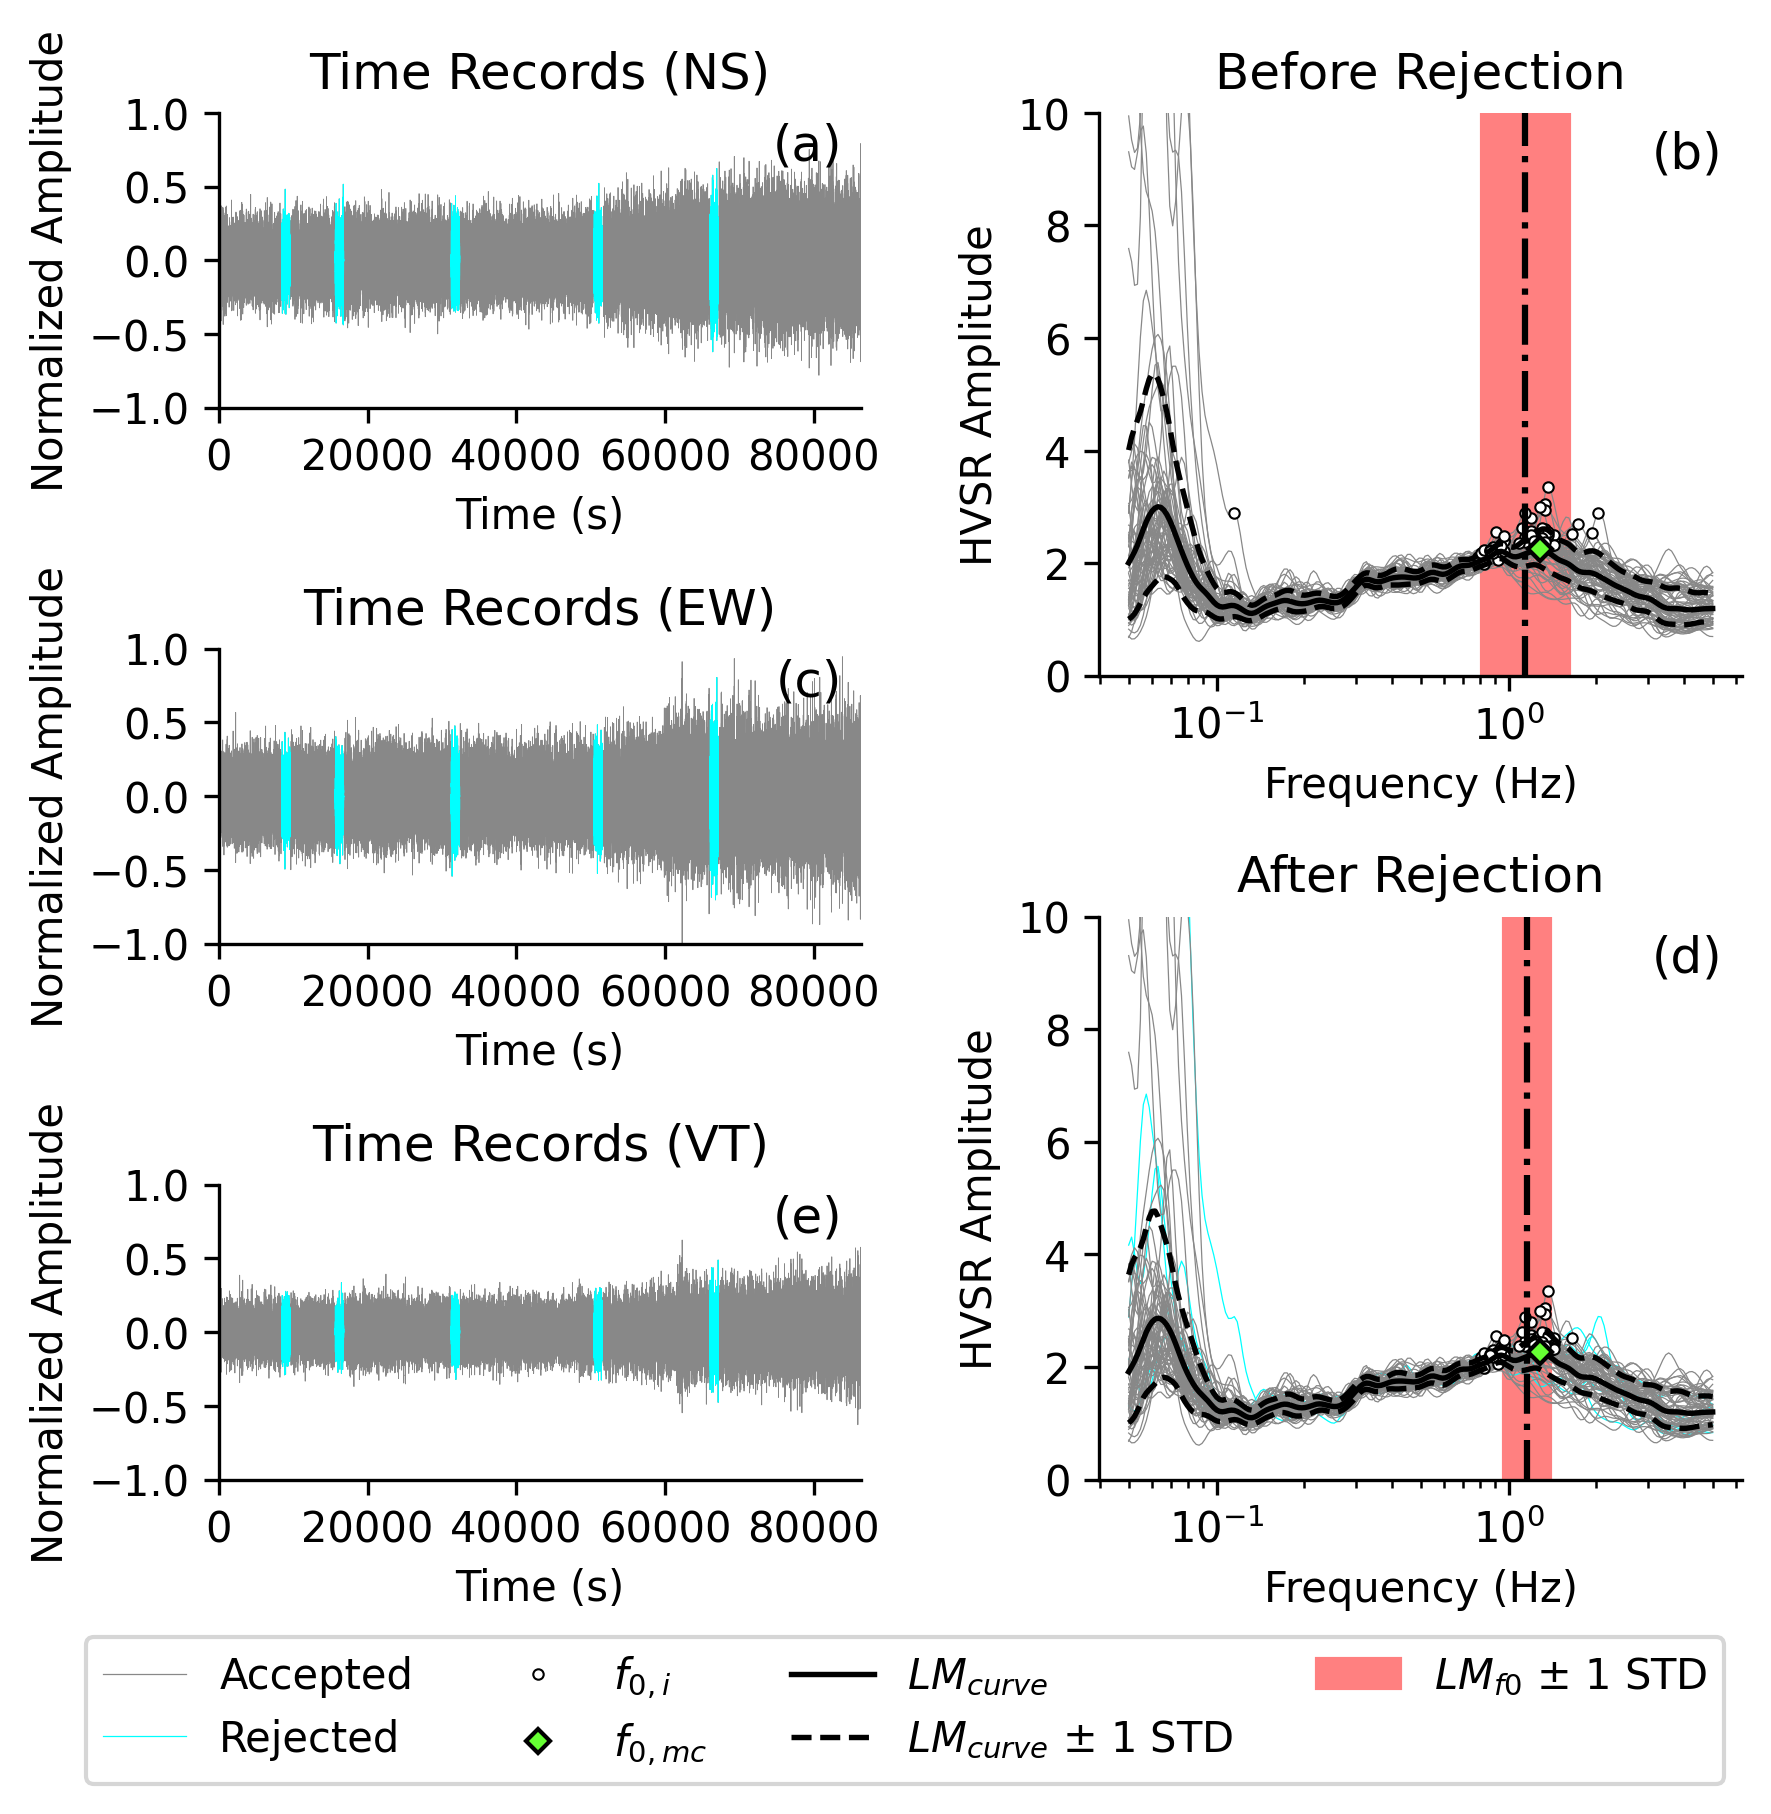 Time Records (NS)
(a)
Normalized Amplitude
1.0
0.5
0.0
−0.5
−1.0
0 20000 40000 60000 80000
Time (s)
Before Rejection
(b)
HVSR Amplitude
10
8
6
4
2
0
10⁻¹ 10⁰
Frequency (Hz)
Time Records (EW)
(c)
Normalized Amplitude
1.0
0.5
0.0
−0.5
−1.0
0 20000 40000 60000 80000
Time (s)
After Rejection
(d)
HVSR Amplitude
10
8
6
4
2
0
10⁻¹ 10⁰
Frequency (Hz)
Time Records (VT)
(e)
Normalized Amplitude
1.0
0.5
0.0
−0.5
−1.0
0 20000 40000 60000 80000
Time (s)
Accepted
Rejected
f0,i
f0,mc
LMcurve
LMcurve ± 1 STD
LMf0 ± 1 STD